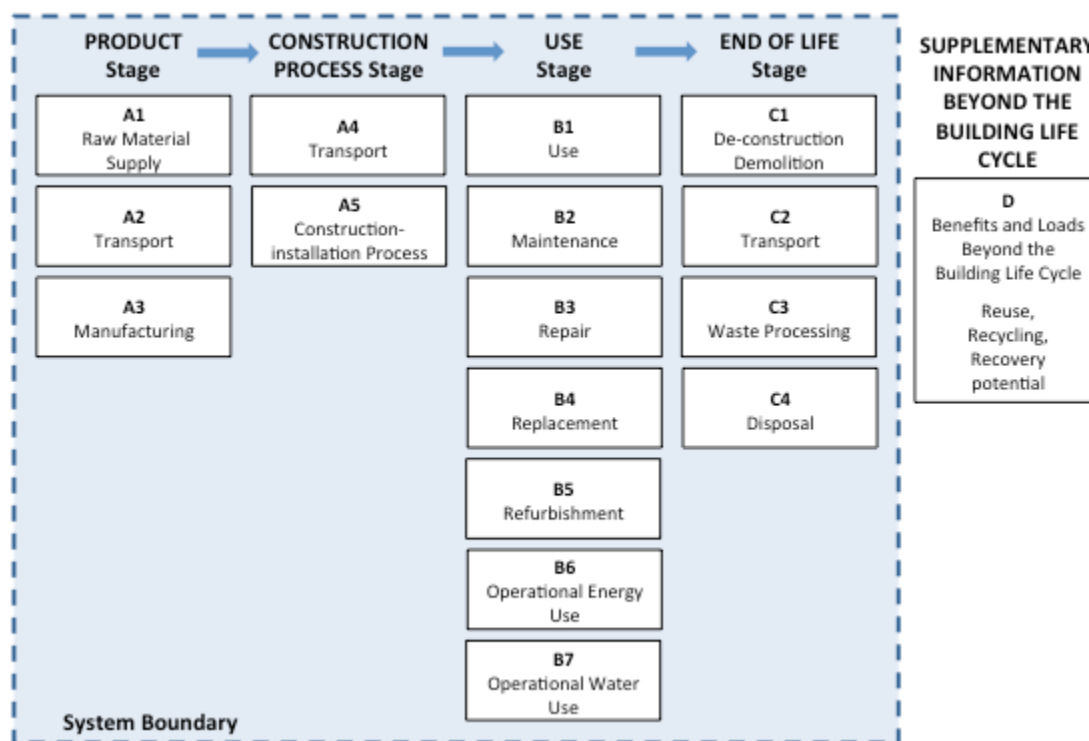 PRODUCT
Stage
CONSTRUCTION
PROCESS Stage
USE
Stage
END OF LIFE
Stage
SUPPLEMENTARY
INFORMATION
BEYOND THE
BUILDING LIFE
CYCLE
A1
Raw Material
Supply
A2
Transport
A3
Manufacturing
A4
Transport
A5
Construction-
installation Process
B1
Use
B2
Maintenance
B3
Repair
B4
Replacement
B5
Refurbishment
B6
Operational Energy
Use
B7
Operational Water
Use
C1
De-construction
Demolition
C2
Transport
C3
Waste Processing
C4
Disposal
D
Benefits and Loads
Beyond the
Building Life Cycle
Reuse,
Recycling,
Recovery
potential
System Boundary